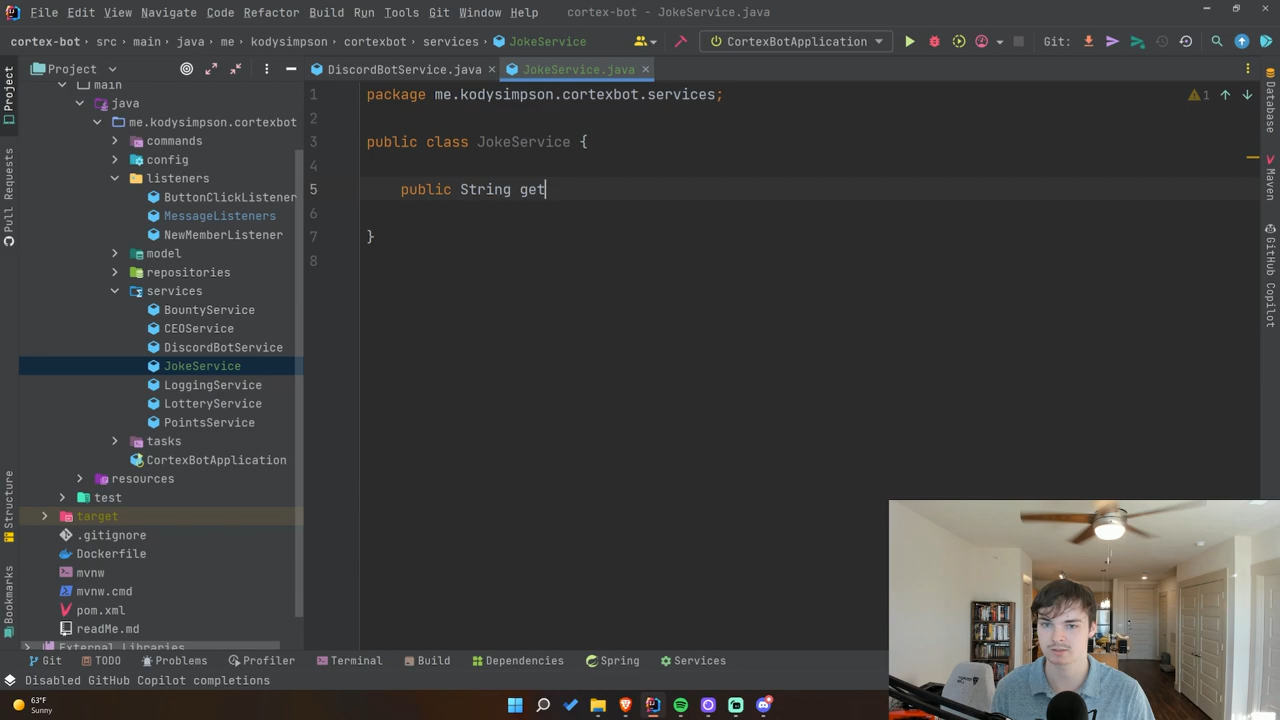 File Edit View Navigate Code Refactor Build Run Tools Git Window Help cortex-bot - JokeService.java
cortex-bot src main java me kodysimpson cortexbot services JokeService CortexBotApplication Git:
Project DiscordBotService.java JokeService.java
main
java
me.kodysimpson.cortexbot
commands
config
listeners
ButtonClickListener
MessageListeners
NewMemberListener
model
repositories
services
BountyService
CEOService
DiscordBotService
JokeService
LoggingService
LotteryService
PointsService
tasks
CortexBotApplication
resources
test
target
.gitignore
Dockerfile
mvnw
mvnw.cmd
pom.xml
readMe.md
External Libraries
1 package me.kodysimpson.cortexbot.services;
2
3 public class JokeService {
4
5 public String get
6
7 }
8
1
Project
Pull Requests
Structure
Bookmarks
Database
Maven
GitHub Copilot
Git TODO Problems Profiler Terminal Build Dependencies Spring Services
Disabled GitHub Copilot completions
63°F
Sunny